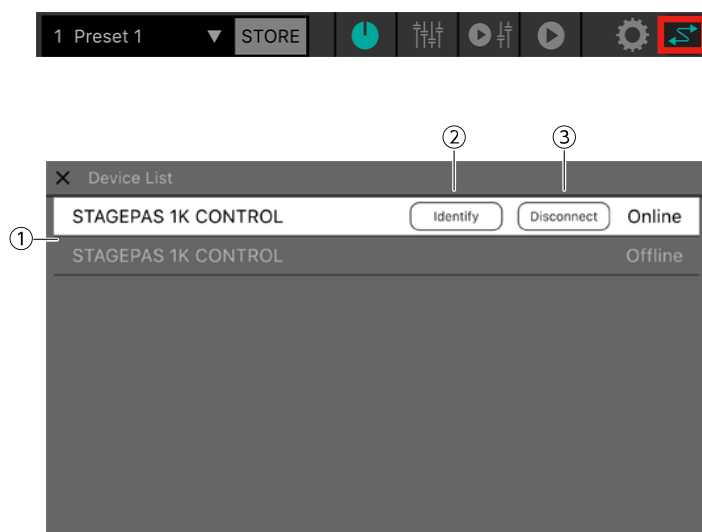 1 Preset 1 ▼ STORE
② ③
× Device List
STAGEPAS 1K CONTROL Identify Disconnect Online
①
STAGEPAS 1K CONTROL Offline